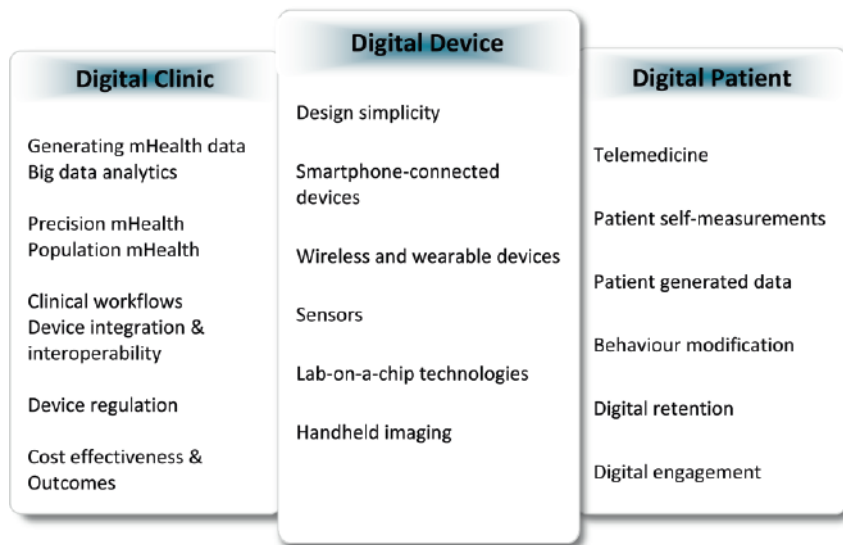 Digital Clinic
Generating mHealth data
Big data analytics
Precision mHealth
Population mHealth
Clinical workflows
Device integration &
interoperability
Device regulation
Cost effectiveness &
Outcomes
Digital Device
Design simplicity
Smartphone-connected
devices
Wireless and wearable devices
Sensors
Lab-on-a-chip technologies
Handheld imaging
Digital Patient
Telemedicine
Patient self-measurements
Patient generated data
Behaviour modification
Digital retention
Digital engagement